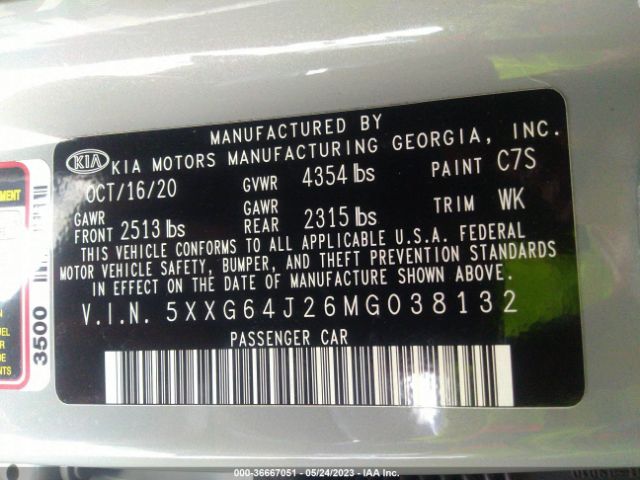 MANUFACTURED BY
KIA KIA MOTORS MANUFACTURING GEORGIA, INC.
OCT/16/20 GVWR 4354 lbs PAINT C7S
GAWR FRONT 2513 lbs GAWR REAR 2315 lbs TRIM WK
THIS VEHICLE CONFORMS TO ALL APPLICABLE U.S.A. FEDERAL
MOTOR VEHICLE SAFETY, BUMPER, AND THEFT PREVENTION STANDARDS
IN EFFECT ON THE DATE OF MANUFACTURE SHOWN ABOVE.
V.I.N. 5XXG64J26MG038132
PASSENGER CAR
3500
000-36667051 - 05/24/2023 - IAA Inc.